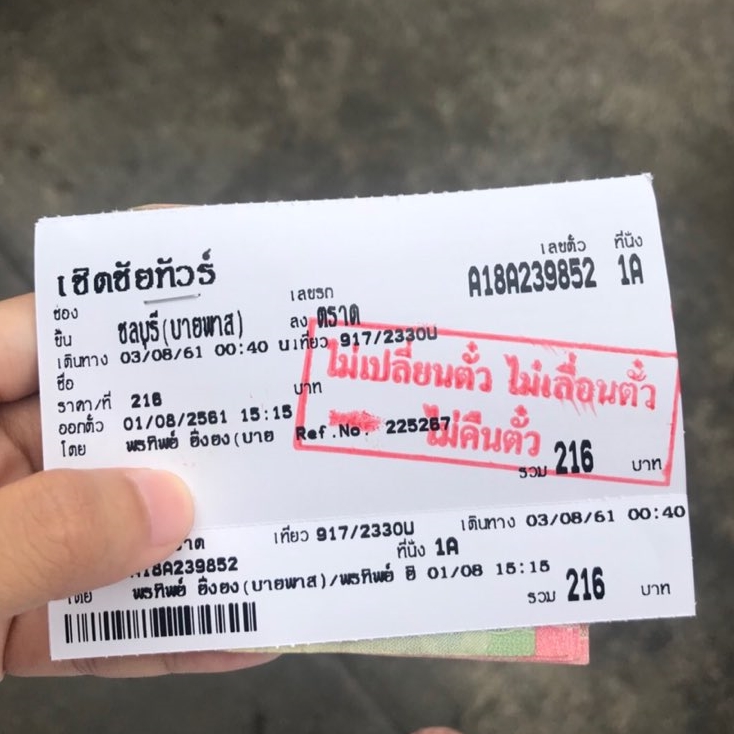 เชิดชัยทัวร์
เลขตั๋ว ที่นั่ง
A18A239852 1A
ช่อง เลขรถ
ขึ้น ชลบุรี(บายพาส) ลง ตราด
เดินทาง 03/08/61 00:40 น เที่ยว 917/2330U
ชื่อ
ราคา/ที่ 216 บาท
ออกตั๋ว 01/08/2561 15:15
โดย พรทิพย์ ยิ่งยง(บาย Ref.No. 225267
รวม 216 บาท
ไม่เปลี่ยนตั๋ว ไม่เลื่อนตั๋ว
ไม่คืนตั๋ว
เที่ยว 917/2330U เดินทาง 03/08/61 00:40
A18A239852 ที่นั่ง 1A
โดย พรทิพย์ ยิ่งยง(บายพาส)/พรทิพย์ ยิ 01/08 15:15
รวม 216 บาท